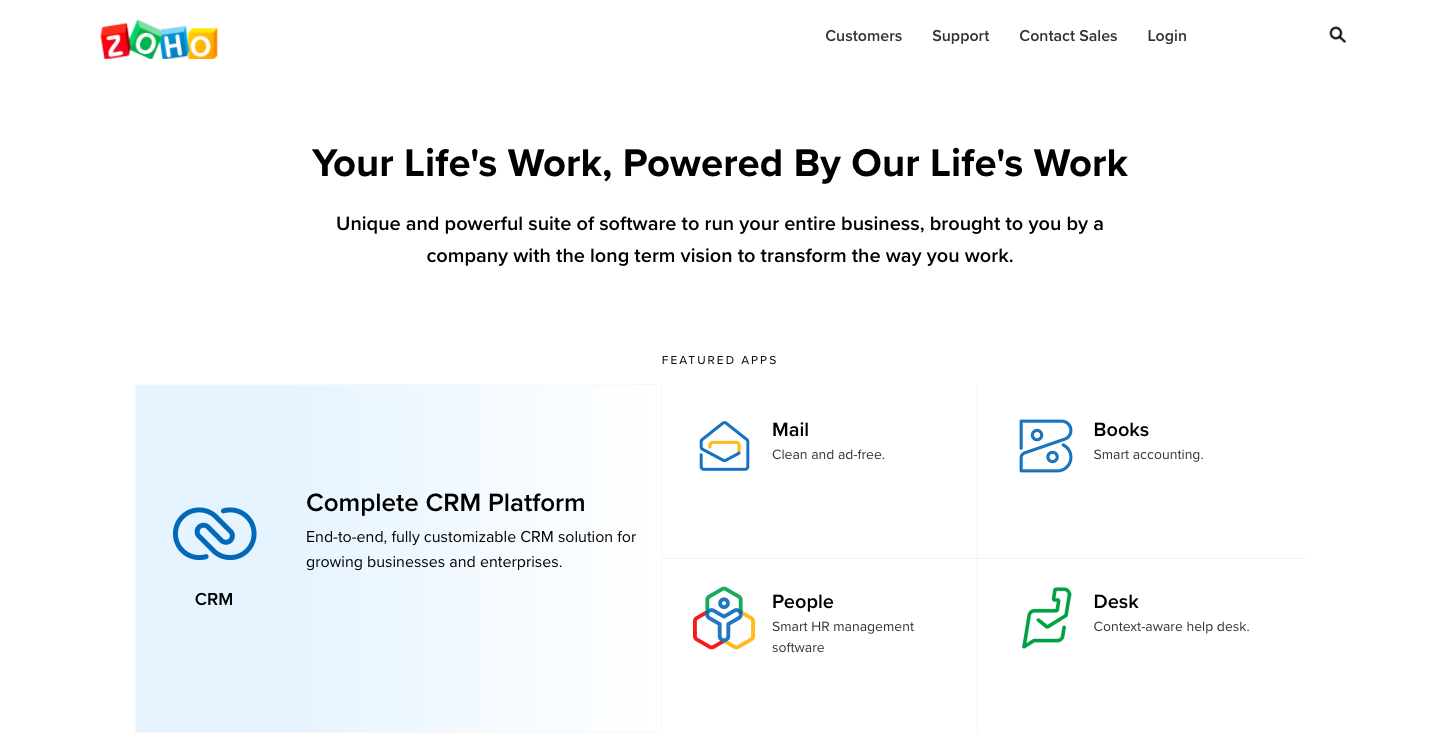 ZOHO
Customers
Support
Contact Sales
Login
Your Life's Work, Powered By Our Life's Work
Unique and powerful suite of software to run your entire business, brought to you by a
company with the long term vision to transform the way you work.
FEATURED APPS
CRM
Complete CRM Platform
End-to-end, fully customizable CRM solution for
growing businesses and enterprises.
Mail
Clean and ad-free.
Books
Smart accounting.
People
Smart HR management
software
Desk
Context-aware help desk.